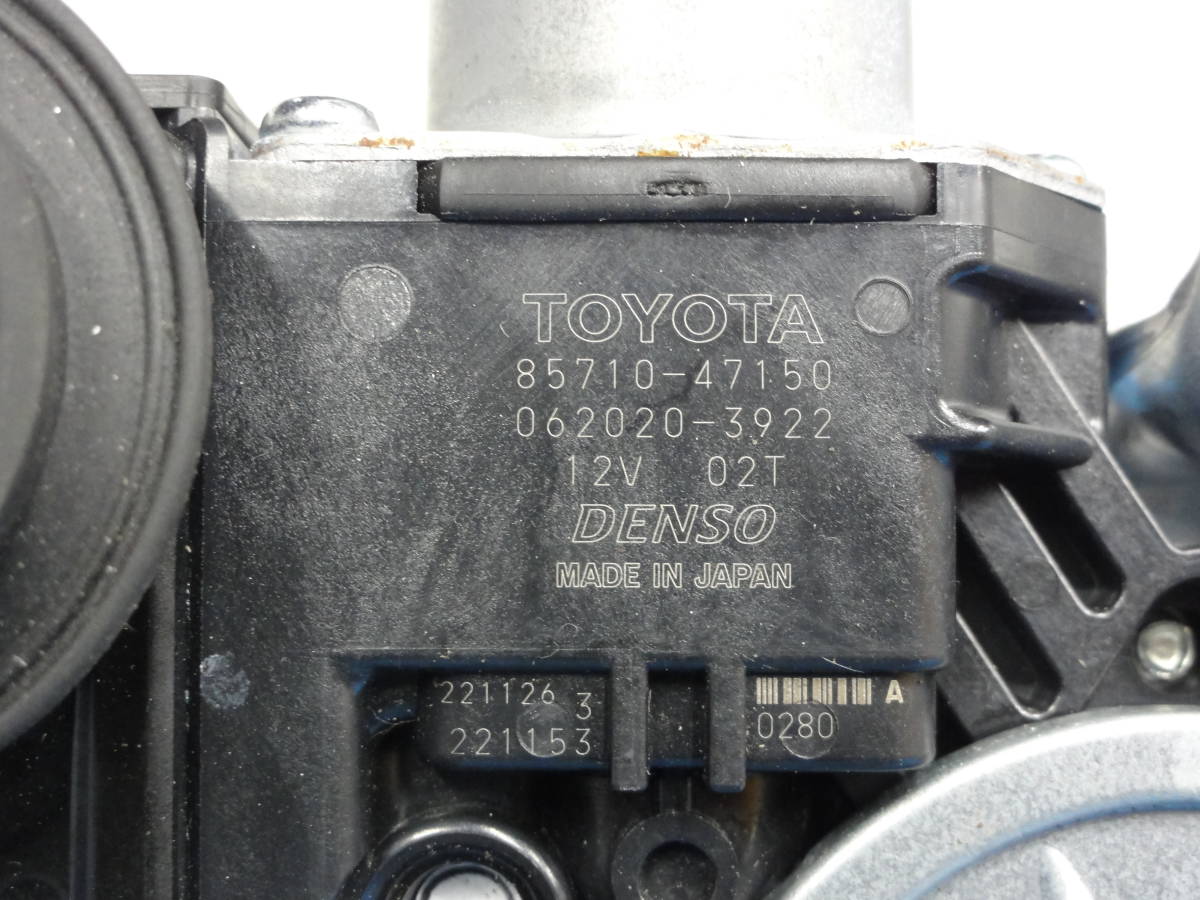 TOYOTA
85710-47150
062020-3922
12V 02T
DENSO
MADE IN JAPAN
221126 3
221153
A
0280